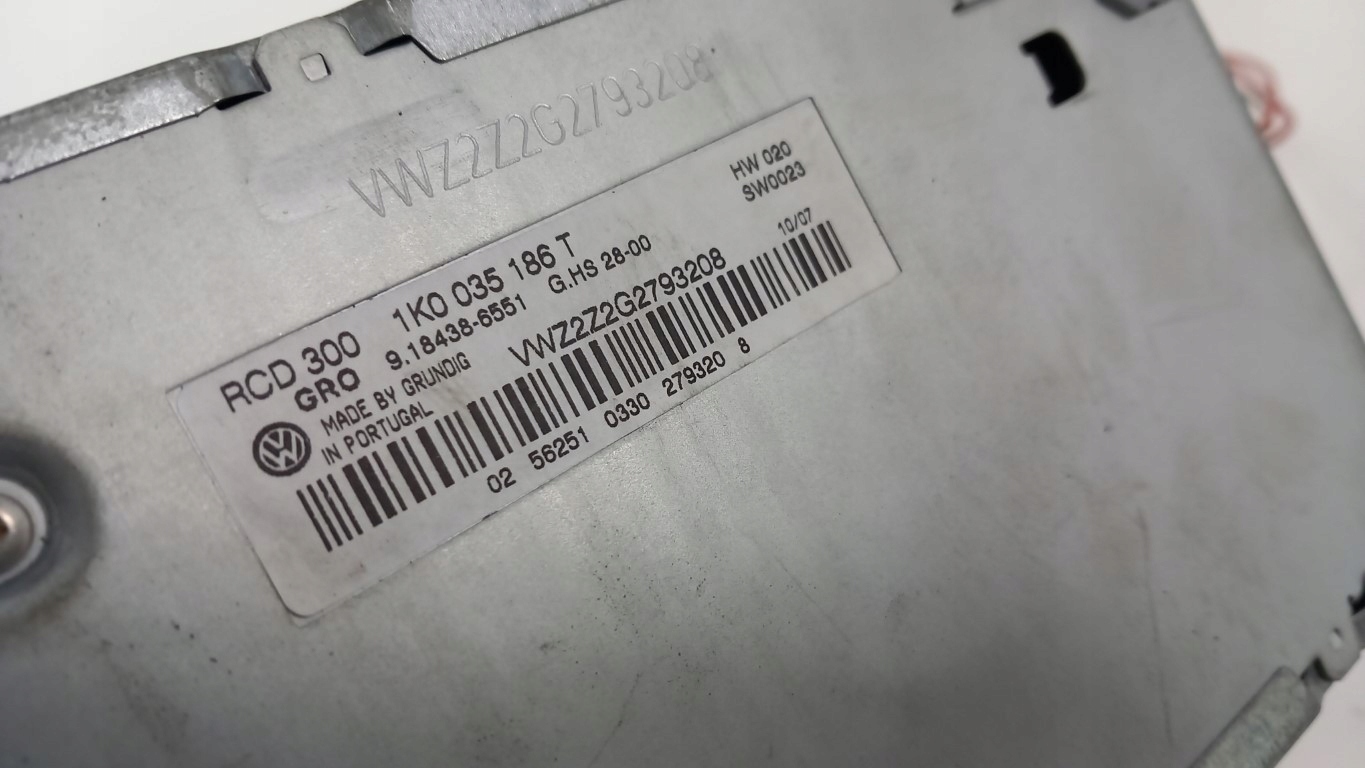 VWZ2Z2G2793208
HW 020
SW0023
RCD 300 1K0 035 186 T
GRO 9.18438-6551 G.HS 28-00
10/07
MADE BY GRUNDIG
IN PORTUGAL
VWZ2Z2G2793208
02 56251 0330 279320 8